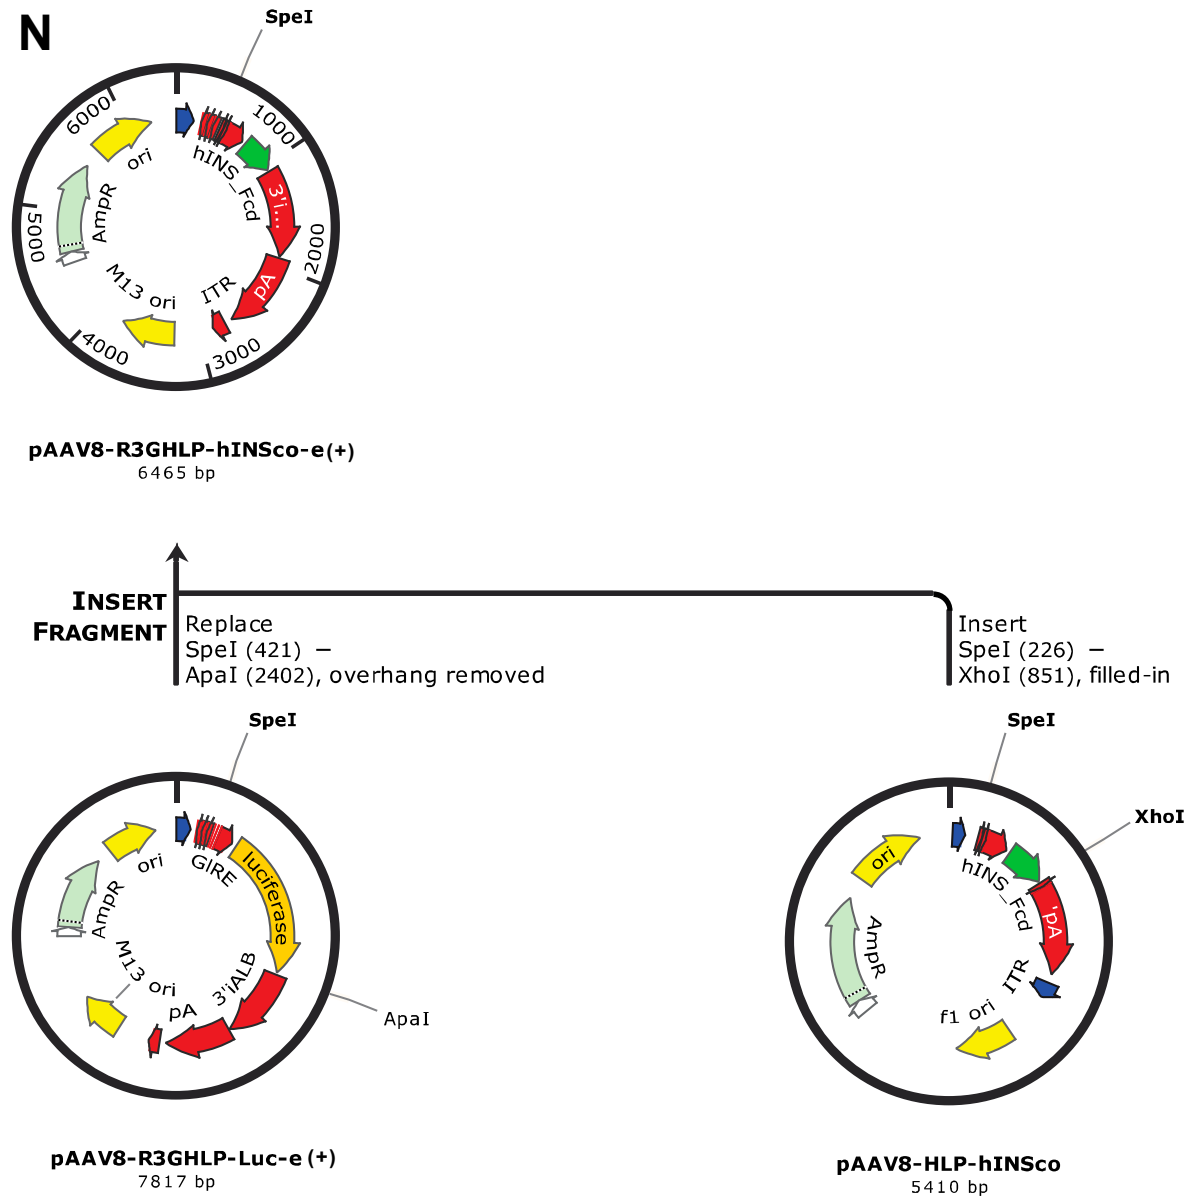 N
SpeI
1000
2000
3000
4000
5000
6000
ori
hINS_Fcd
3'i...
pA
ITR
M13 ori
AmpR
pAAV8-R3GHLP-hINSco-e(+)
6465 bp
INSERT
FRAGMENT
Replace
SpeI (421) –
ApaI (2402), overhang removed
Insert
SpeI (226) –
XhoI (851), filled-in
SpeI
ApaI
ori
GIRE
luciferase
3'iALB
pA
M13 ori
AmpR
pAAV8-R3GHLP-Luc-e (+)
7817 bp
SpeI
XhoI
ori
hINS_Fcd
'pA
ITR
f1 ori
AmpR
pAAV8-HLP-hINSco
5410 bp